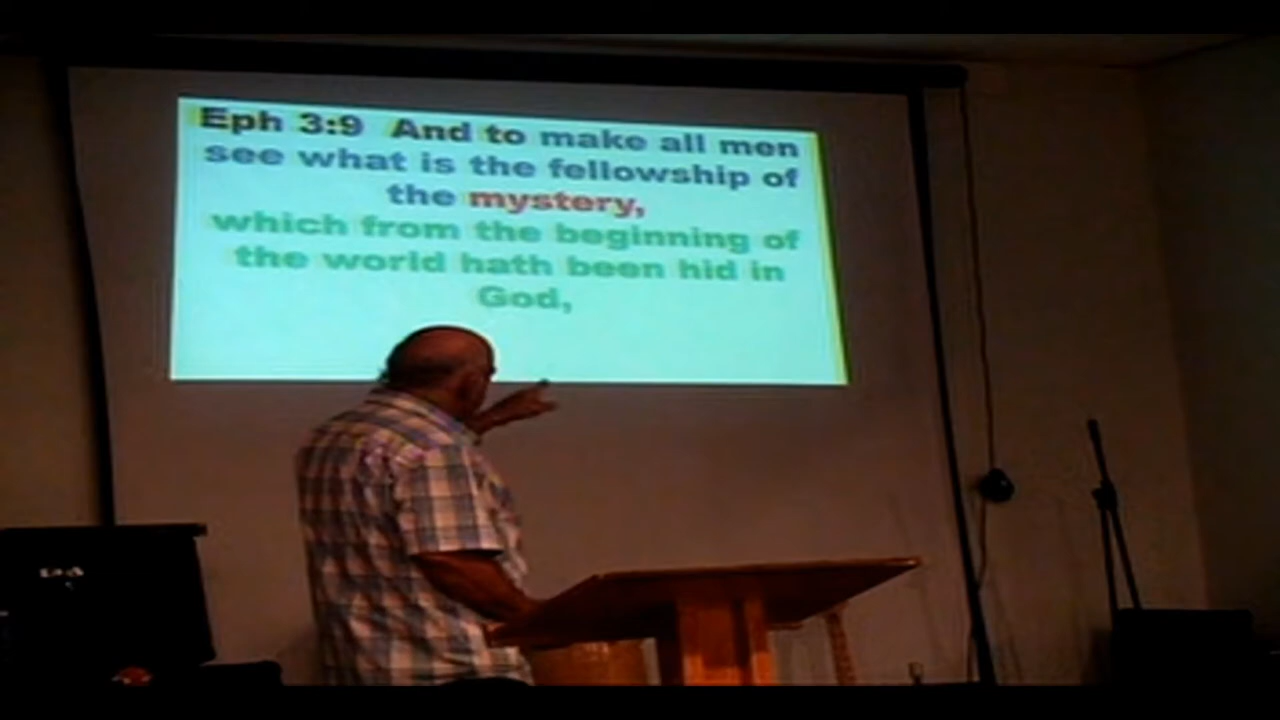 Eph 3:9 And to make all men
see what is the fellowship of
the mystery,
which from the beginning of
the world hath been hid in
God,